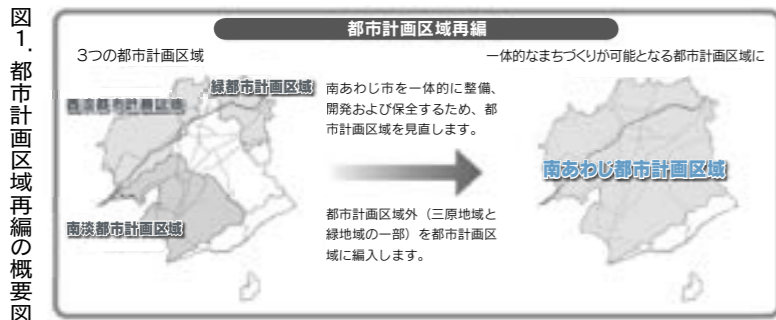 図1．都市計画区域再編の概要図
都市計画区域再編
3つの都市計画区域
一体的なまちづくりが可能となる都市計画区域に
緑都市計画区域
西淡都市計画区域
南淡都市計画区域
南あわじ市を一体的に整備、
開発および保全するため、都
市計画区域を見直します。
都市計画区域外（三原地域と
緑地域の一部）を都市計画区
域に編入します。
南あわじ都市計画区域